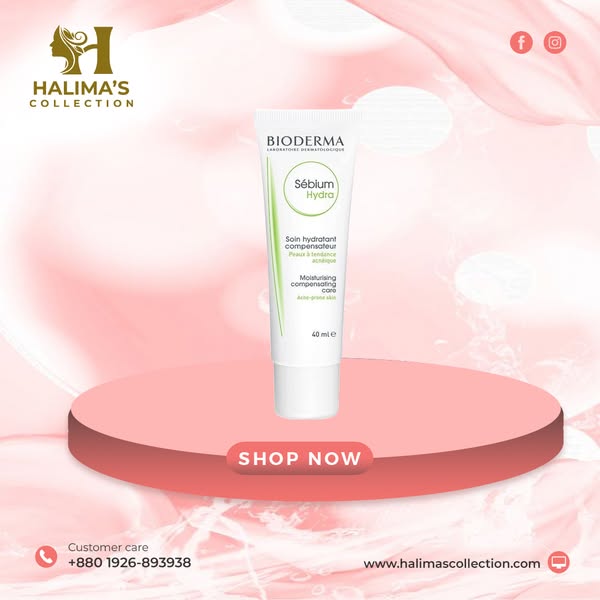 H
HALIMA'S
COLLECTION
BIODERMA
LABORATOIRE DERMATOLOGIQUE
Sébium
Hydra
Soin hydratant
compensateur
Peaux à tendance
acnéique
Moisturising
compensating
care
Acne-prone skin
40 ml e
SHOP NOW
Customer care
+880 1926-893938
www.halimascollection.com